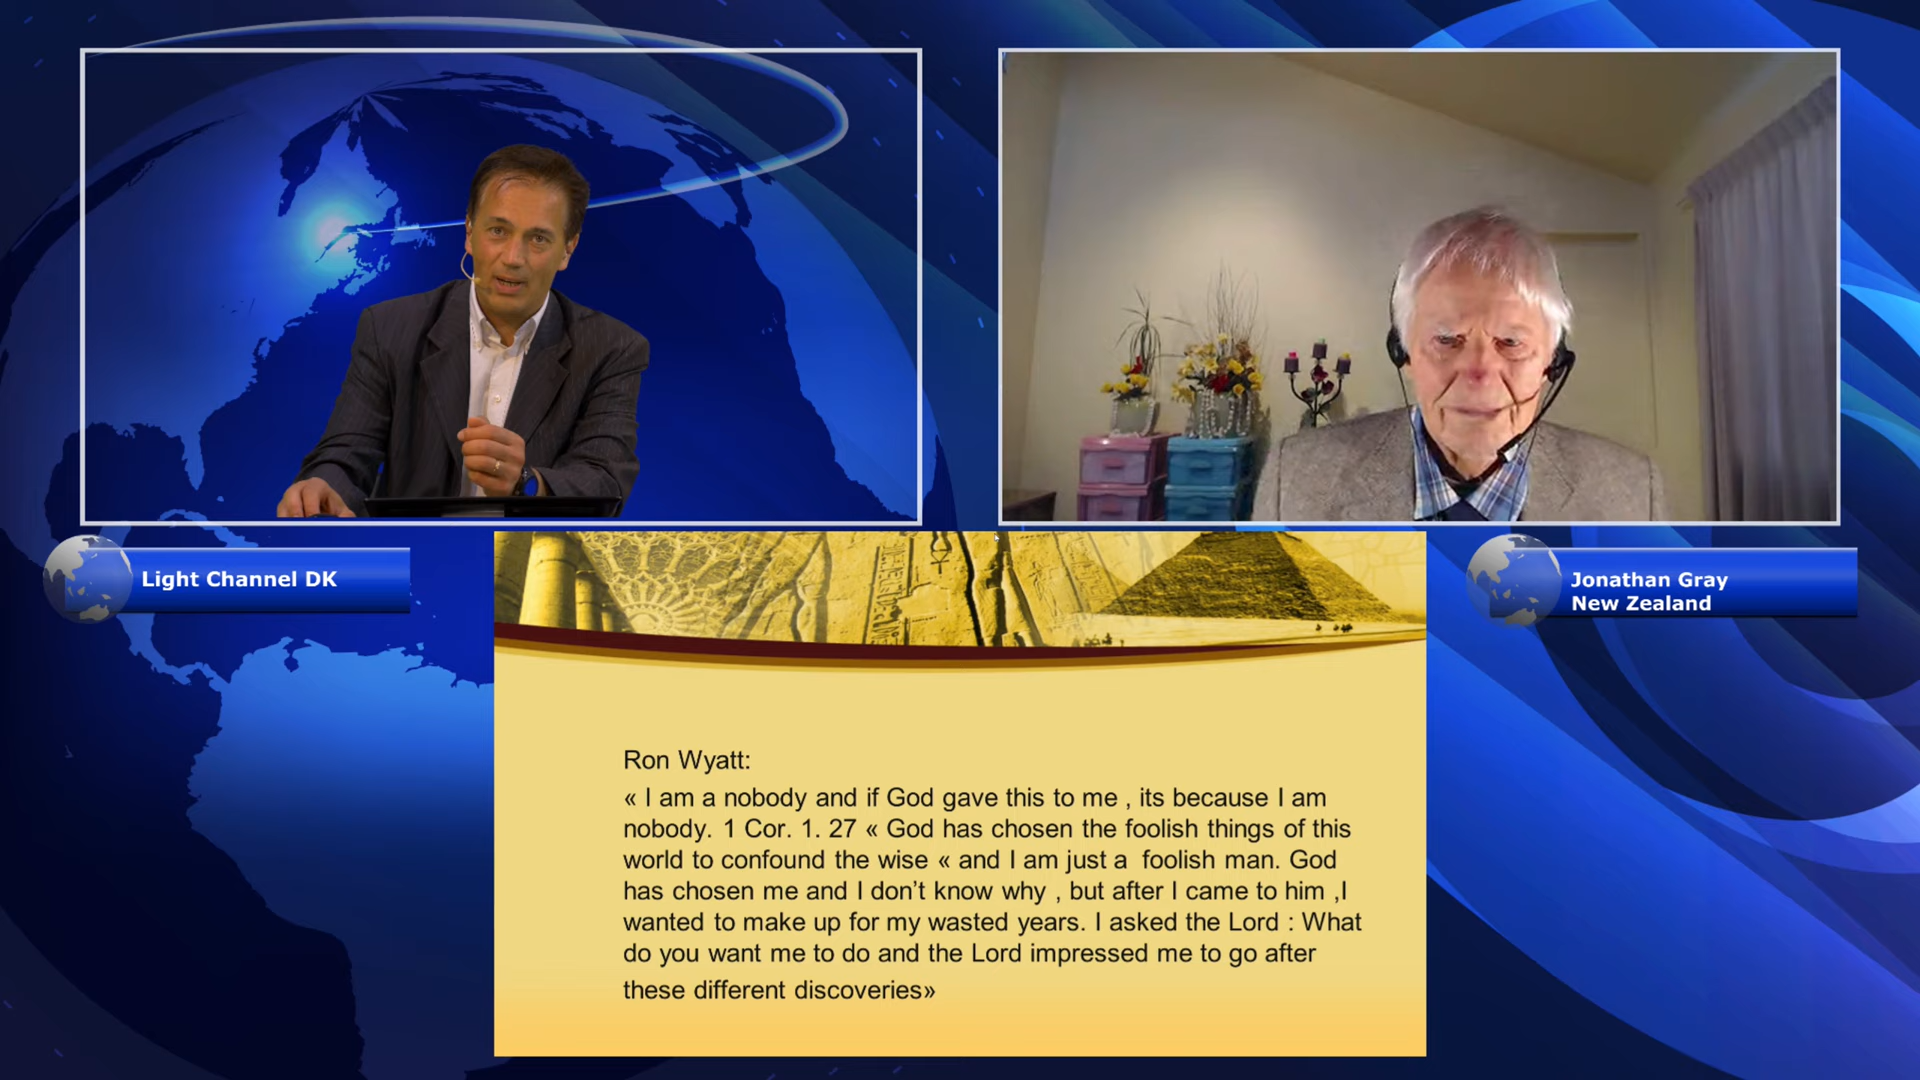 Light Channel DK
Jonathan Gray
New Zealand
Ron Wyatt:
« I am a nobody and if God gave this to me , its because I am
nobody. 1 Cor. 1. 27 « God has chosen the foolish things of this
world to confound the wise « and I am just a  foolish man. God
has chosen me and I don’t know why , but after I came to him ,I
wanted to make up for my wasted years. I asked the Lord : What
do you want me to do and the Lord impressed me to go after
these different discoveries»